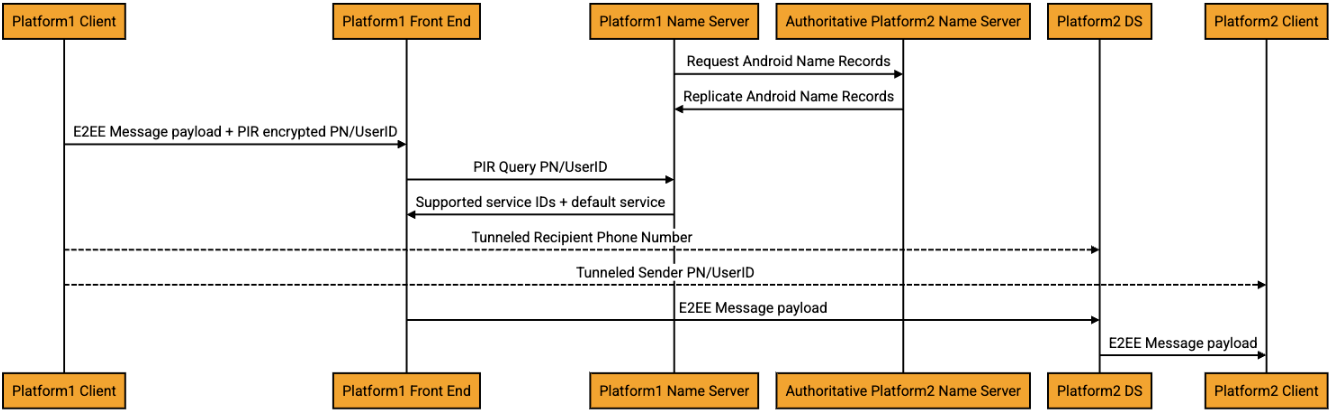 Platform1 Client
Platform1 Front End
Platform1 Name Server
Authoritative Platform2 Name Server
Platform2 DS
Platform2 Client
Request Android Name Records
Replicate Android Name Records
E2EE Message payload + PIR encrypted PN/UserID
PIR Query PN/UserID
Supported service IDs + default service
Tunneled Recipient Phone Number
Tunneled Sender PN/UserID
E2EE Message payload
E2EE Message payload
Platform1 Client
Platform1 Front End
Platform1 Name Server
Authoritative Platform2 Name Server
Platform2 DS
Platform2 Client